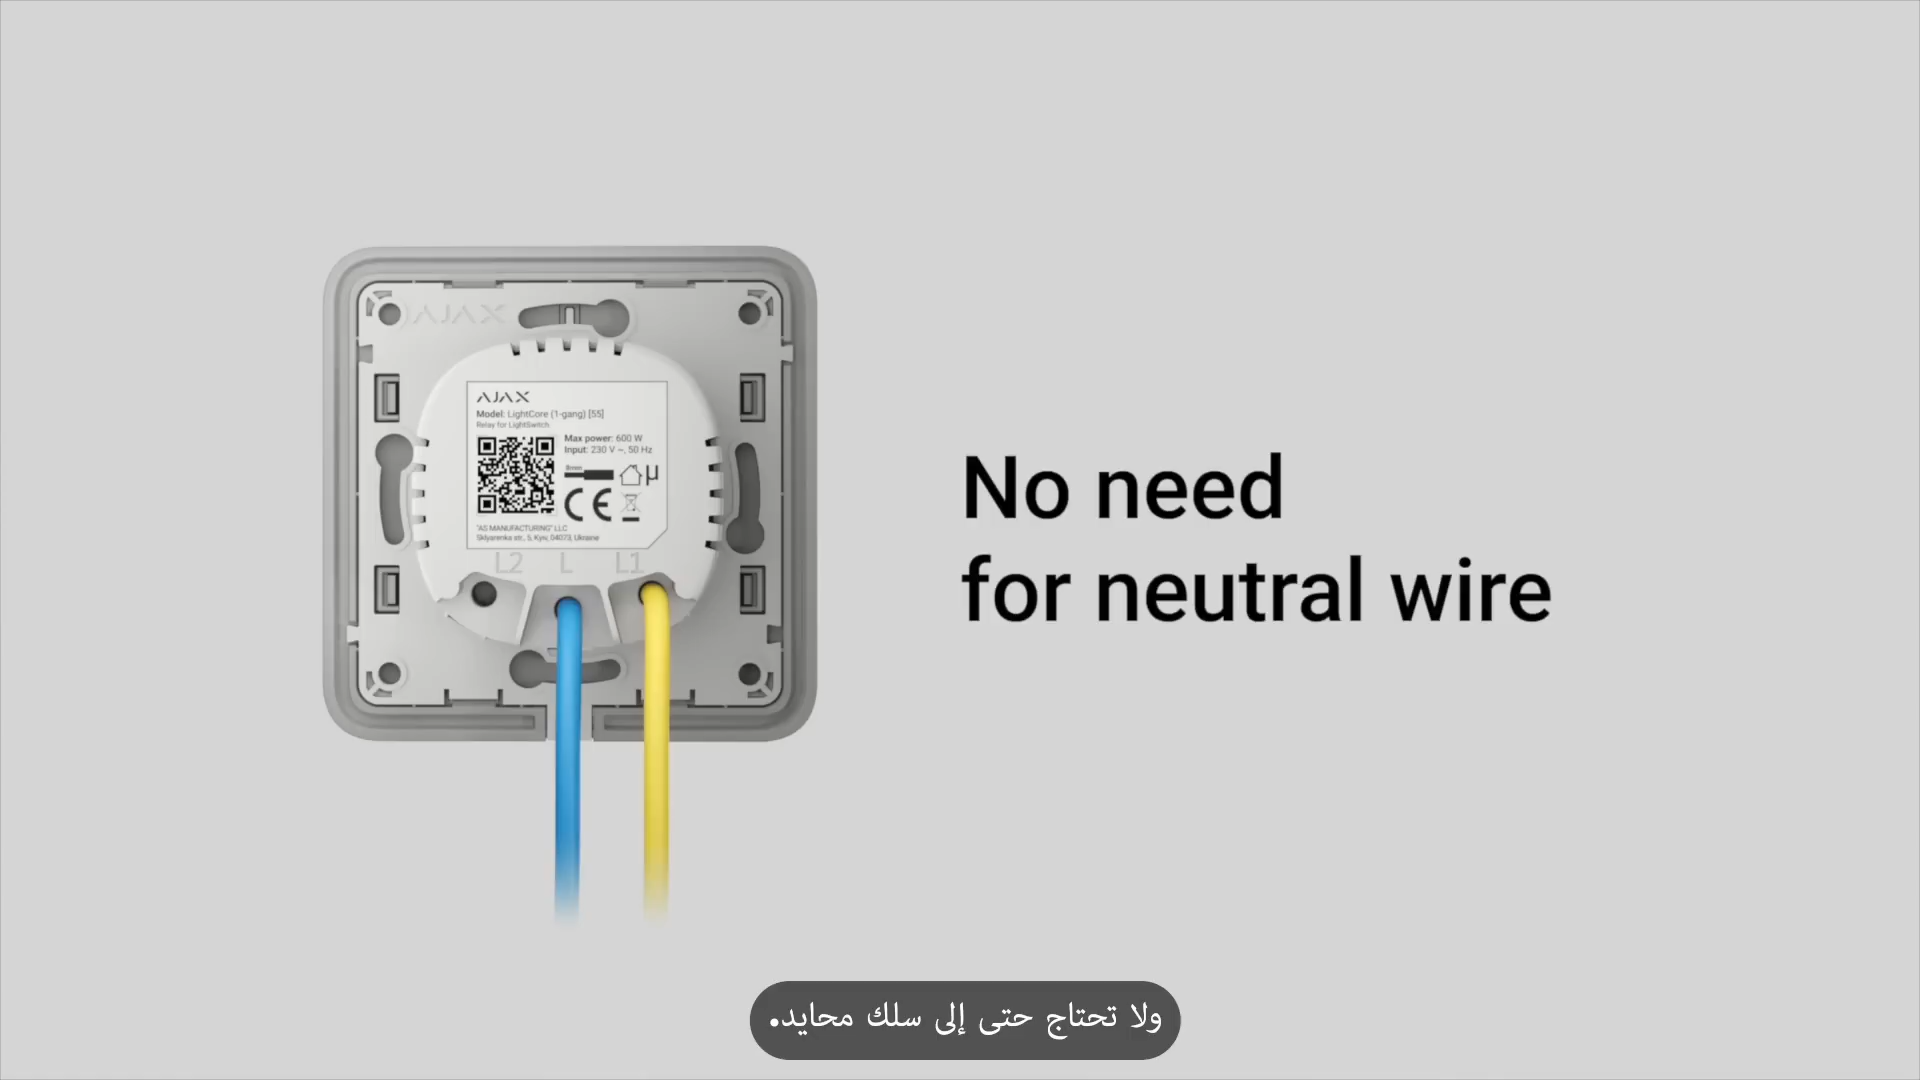 AJAX
AJAX
Model: LightCore (1-gang) [55]
Relay for LightSwitch
Max power: 600 W
Input: 230 V ~, 50 Hz
8mm
μ
CE
"AS MANUFACTURING" LLC
Sklyarenka str., 5, Kyiv, 04073, Ukraine
L2 L L1
No need
for neutral wire
ولا تحتاج حتى إلى سلك محايد.